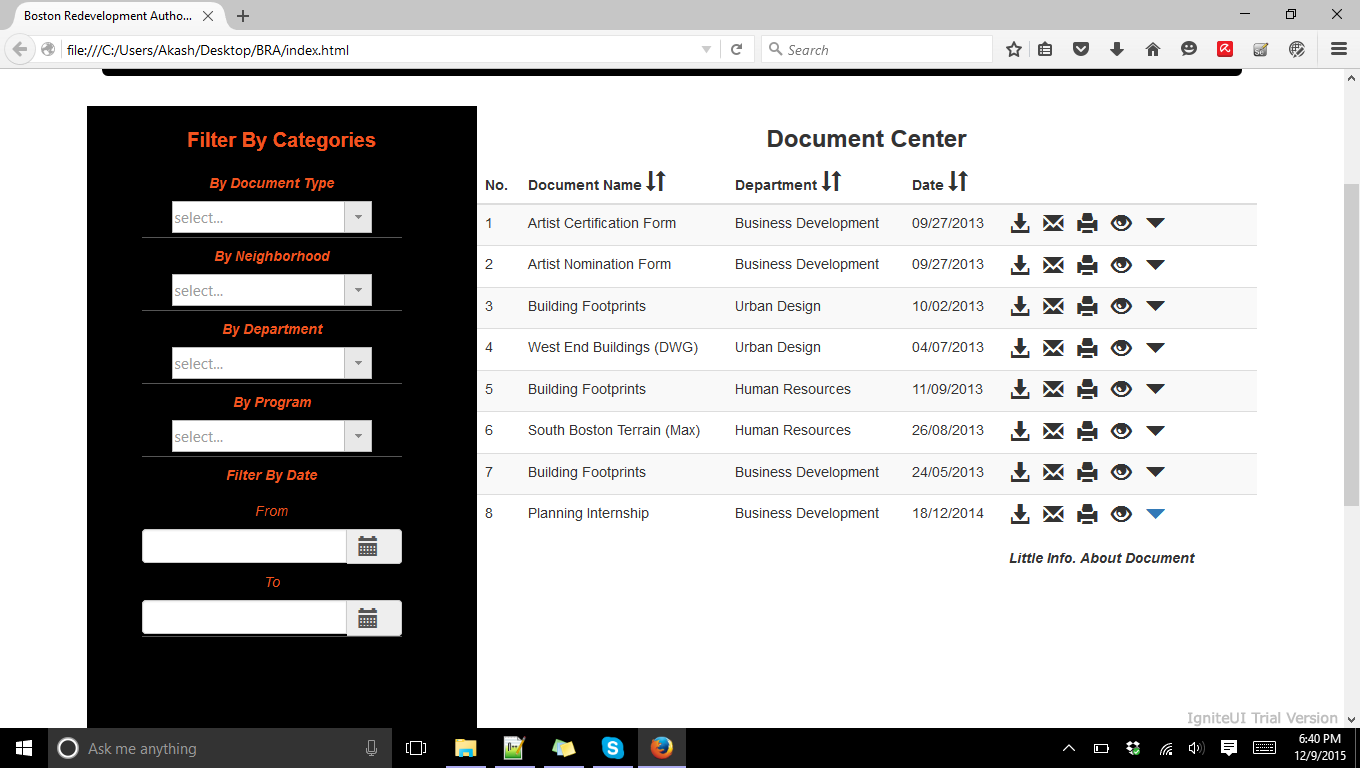 Boston Redevelopment Autho...
file:///C:/Users/Akash/Desktop/BRA/index.html
Search
Filter By Categories
By Document Type
select...
By Neighborhood
select...
By Department
select...
By Program
select...
Filter By Date
From
To
Document Center
No. Document Name Department Date
1 Artist Certification Form Business Development 09/27/2013
2 Artist Nomination Form Business Development 09/27/2013
3 Building Footprints Urban Design 10/02/2013
4 West End Buildings (DWG) Urban Design 04/07/2013
5 Building Footprints Human Resources 11/09/2013
6 South Boston Terrain (Max) Human Resources 26/08/2013
7 Building Footprints Business Development 24/05/2013
8 Planning Internship Business Development 18/12/2014
Little Info. About Document
IgniteUI Trial Version
Ask me anything
6:40 PM
12/9/2015